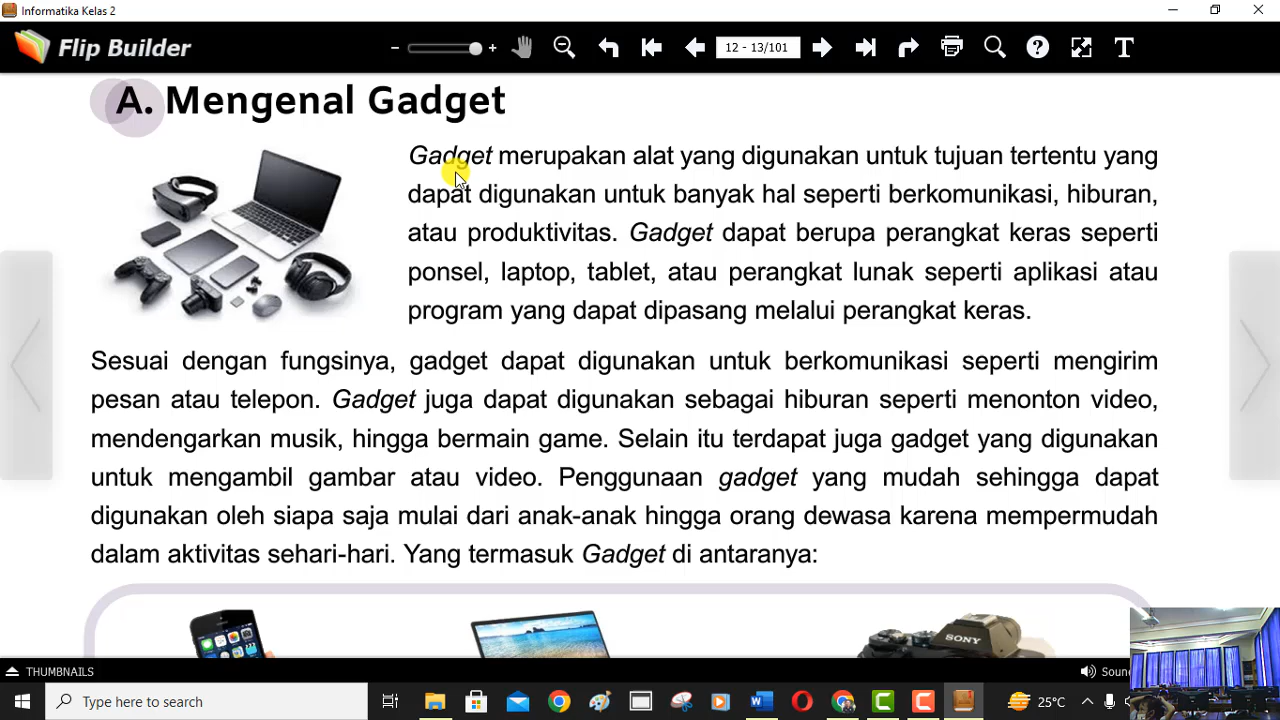 Informatika Kelas 2
Flip Builder
12 - 13/101
A. Mengenal Gadget
Gadget merupakan alat yang digunakan untuk tujuan tertentu yang
dapat digunakan untuk banyak hal seperti berkomunikasi, hiburan,
atau produktivitas. Gadget dapat berupa perangkat keras seperti
ponsel, laptop, tablet, atau perangkat lunak seperti aplikasi atau
program yang dapat dipasang melalui perangkat keras.
Sesuai dengan fungsinya, gadget dapat digunakan untuk berkomunikasi seperti mengirim
pesan atau telepon. Gadget juga dapat digunakan sebagai hiburan seperti menonton video,
mendengarkan musik, hingga bermain game. Selain itu terdapat juga gadget yang digunakan
untuk mengambil gambar atau video. Penggunaan gadget yang mudah sehingga dapat
digunakan oleh siapa saja mulai dari anak-anak hingga orang dewasa karena mempermudah
dalam aktivitas sehari-hari. Yang termasuk Gadget di antaranya:
SONY
THUMBNAILS
Soun
Type here to search
25°C